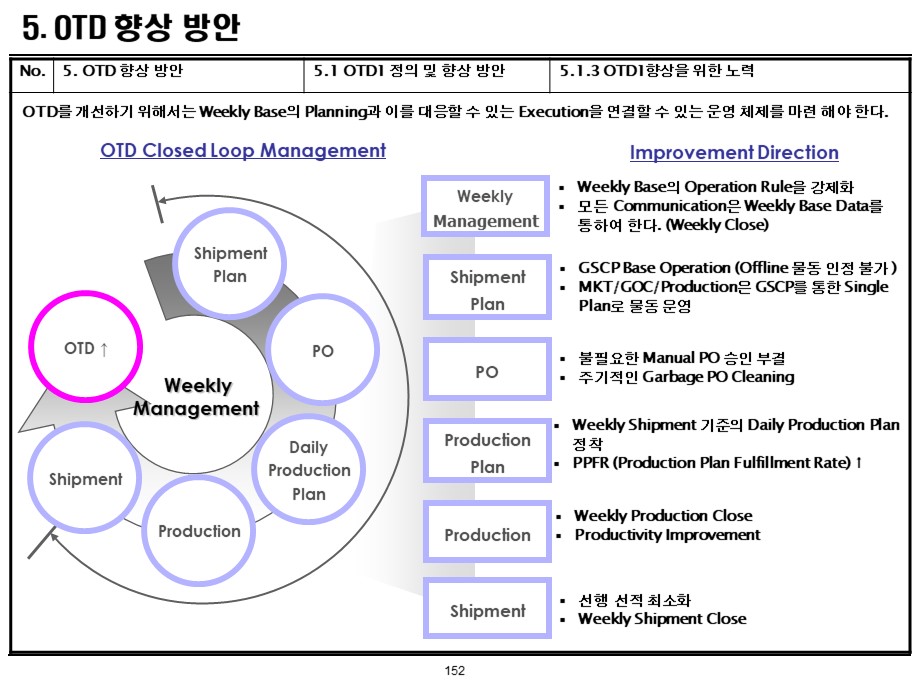 5. OTD 향상 방안
No. 5. OTD 향상 방안 5.1 OTD1 정의 및 향상 방안 5.1.3 OTD1향상을 위한 노력
OTD를 개선하기 위해서는 Weekly Base의 Planning과 이를 대응할 수 있는 Execution을 연결할 수 있는 운영 체제를 마련 해야 한다.
OTD Closed Loop Management
Shipment
Plan
PO
Daily
Production
Plan
Production
Shipment
OTD ↑
Weekly
Management
Improvement Direction
Weekly
Management
▪ Weekly Base의 Operation Rule을 강제화
▪ 모든 Communication은 Weekly Base Data를
통하여 한다. (Weekly Close)
Shipment
Plan
▪ GSCP Base Operation (Offline 물동 인정 불가 )
▪ MKT/GOC/Production은 GSCP를 통한 Single
Plan로 물동 운영
PO
▪ 불필요한 Manual PO 승인 부결
▪ 주기적인 Garbage PO Cleaning
Production
Plan
▪ Weekly Shipment 기준의 Daily Production Plan
정착
▪ PPFR (Production Plan Fulfillment Rate) ↑
Production
▪ Weekly Production Close
▪ Productivity Improvement
Shipment
▪ 선행 선적 최소화
▪ Weekly Shipment Close
152